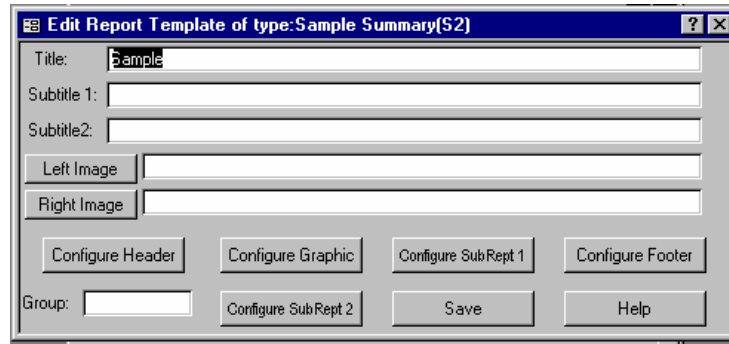 Edit Report Template of type:Sample Summary(S2)
Title: Sample
Subtitle 1:
Subtitle2:
Left Image
Right Image
Configure Header Configure Graphic Configure SubRept 1 Configure Footer
Group: Configure SubRept 2 Save Help